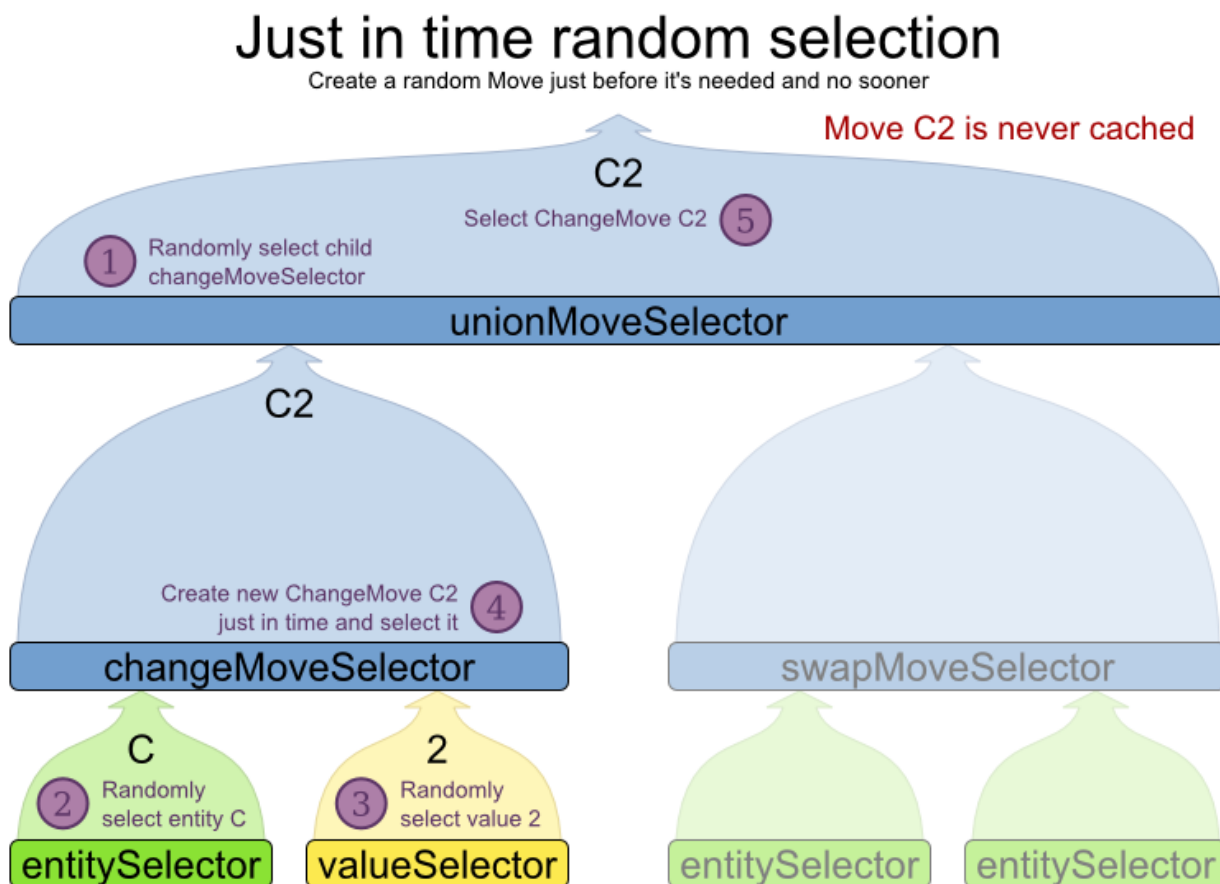 Just in time random selection
Create a random Move just before it's needed and no sooner
Move C2 is never cached
C2
Select ChangeMove C2
5
1
Randomly select child
changeMoveSelector
unionMoveSelector
C2
Create new ChangeMove C2
just in time and select it
4
changeMoveSelector
swapMoveSelector
C
2
2
Randomly
select entity C
3
Randomly
select value 2
entitySelector
valueSelector
entitySelector
entitySelector